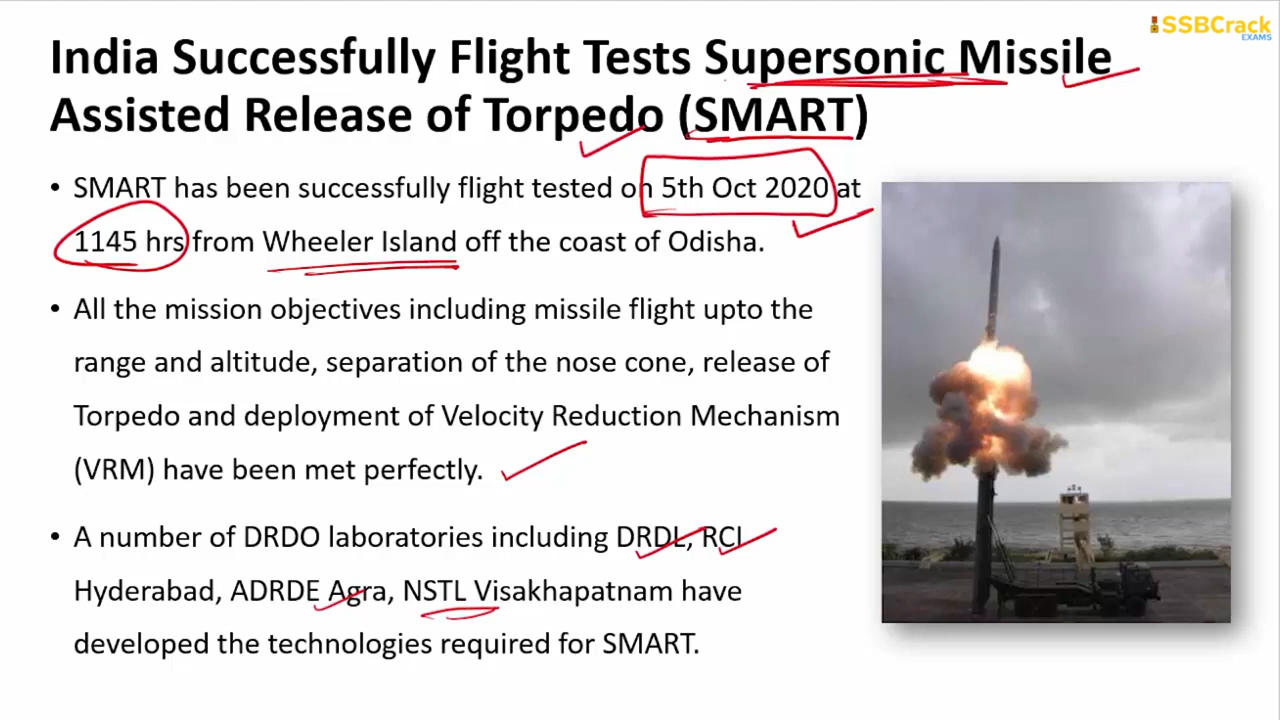 SSBCrack
EXAMS
India Successfully Flight Tests Supersonic Missile
Assisted Release of Torpedo (SMART)
• SMART has been successfully flight tested on 5th Oct 2020 at
1145 hrs from Wheeler Island off the coast of Odisha.
• All the mission objectives including missile flight upto the
range and altitude, separation of the nose cone, release of
Torpedo and deployment of Velocity Reduction Mechanism
(VRM) have been met perfectly.
• A number of DRDO laboratories including DRDL, RCI
Hyderabad, ADRDE Agra, NSTL Visakhapatnam have
developed the technologies required for SMART.